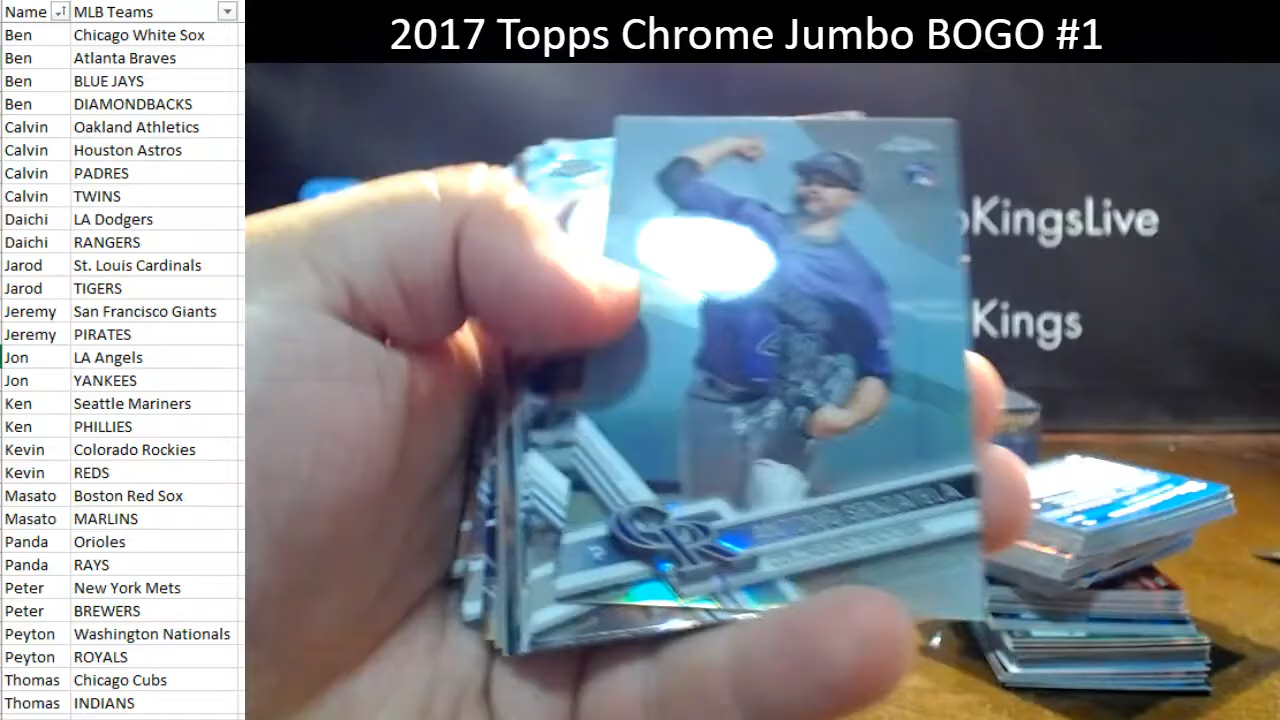 2017 Topps Chrome Jumbo BOGO #1
Name MLB Teams
Ben Chicago White Sox
Ben Atlanta Braves
Ben BLUE JAYS
Ben DIAMONDBACKS
Calvin Oakland Athletics
Calvin Houston Astros
Calvin PADRES
Calvin TWINS
Daichi LA Dodgers
Daichi RANGERS
Jarod St. Louis Cardinals
Jarod TIGERS
Jeremy San Francisco Giants
Jeremy PIRATES
Jon LA Angels
Jon YANKEES
Ken Seattle Mariners
Ken PHILLIES
Kevin Colorado Rockies
Kevin REDS
Masato Boston Red Sox
Masato MARLINS
Panda Orioles
Panda RAYS
Peter New York Mets
Peter BREWERS
Peyton Washington Nationals
Peyton ROYALS
Thomas Chicago Cubs
Thomas INDIANS
KingsLive
Kings
CR